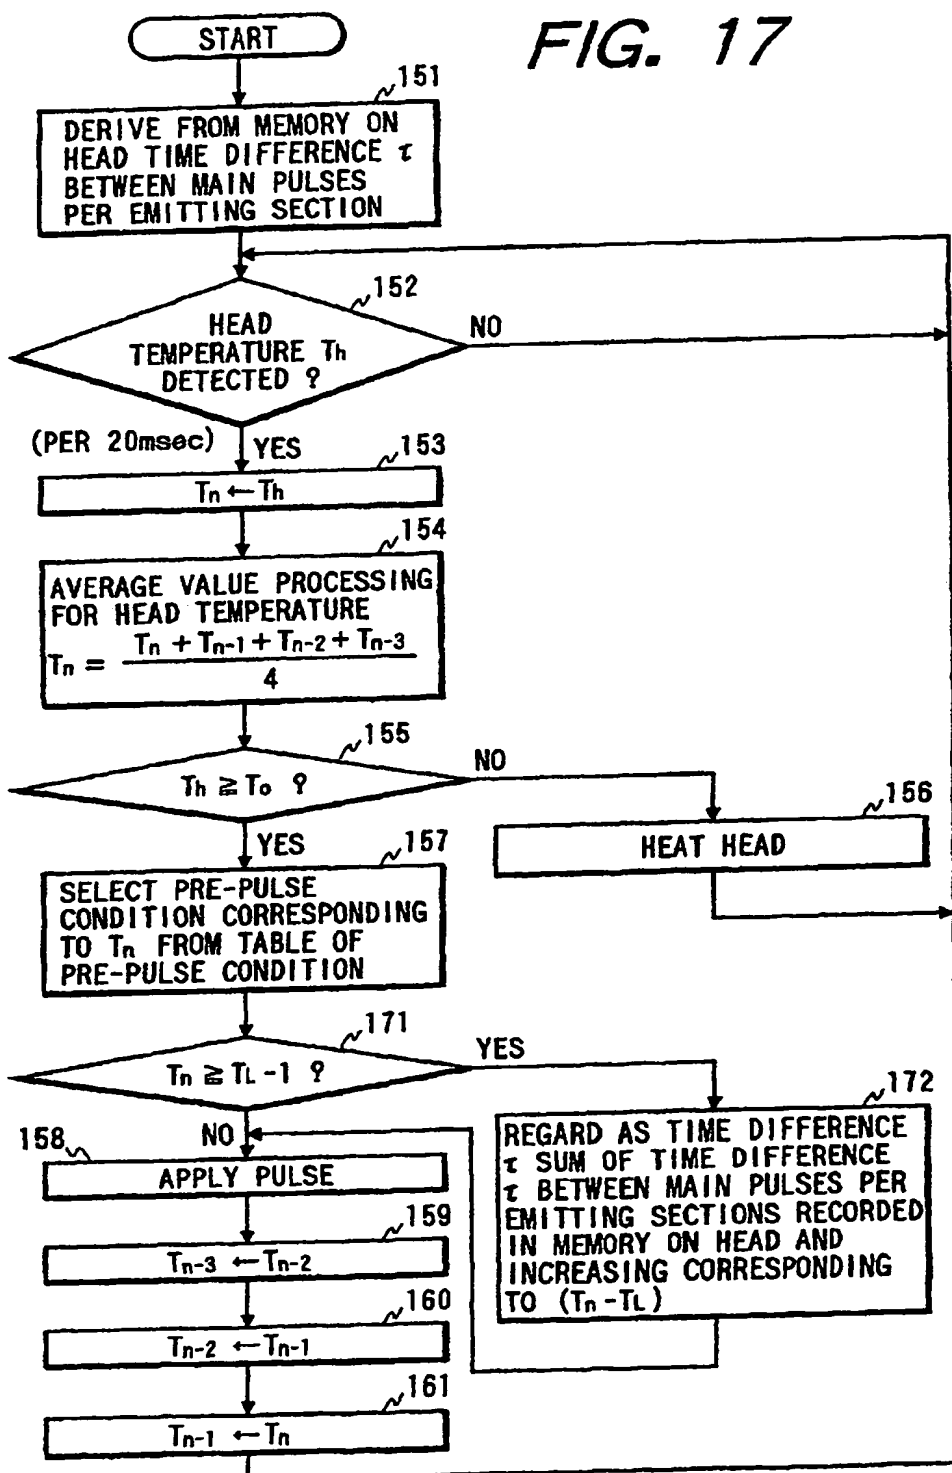 FIG. 17
START
151
DERIVE FROM MEMORY ON
HEAD TIME DIFFERENCE τ
BETWEEN MAIN PULSES
PER EMITTING SECTION
152
HEAD
TEMPERATURE Th
DETECTED ?
NO
(PER 20msec)
YES
153
Tn ← Th
154
AVERAGE VALUE PROCESSING
FOR HEAD TEMPERATURE
Tn = (Tn + Tn-1 + Tn-2 + Tn-3) / 4
155
Th ≧ To ?
NO
YES
156
HEAT HEAD
157
SELECT PRE-PULSE
CONDITION CORRESPONDING
TO Tn FROM TABLE OF
PRE-PULSE CONDITION
171
Tn ≧ TL -1 ?
YES
NO
172
REGARD AS TIME DIFFERENCE
τ SUM OF TIME DIFFERENCE
τ BETWEEN MAIN PULSES PER
EMITTING SECTIONS RECORDED
IN MEMORY ON HEAD AND
INCREASING CORRESPONDING
TO (Tn -TL)
158
APPLY PULSE
159
Tn-3 ← Tn-2
160
Tn-2 ← Tn-1
161
Tn-1 ← Tn